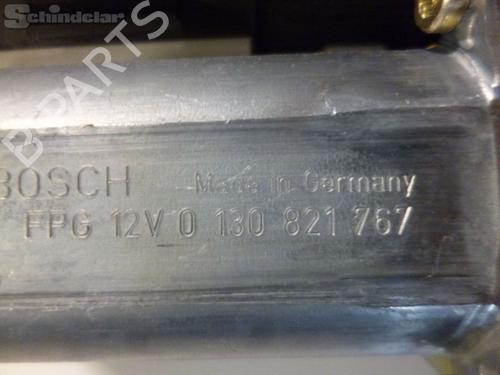 Schindelar
B-PARTS
BOSCH Made in Germany
FPG 12V 0 130 821 767